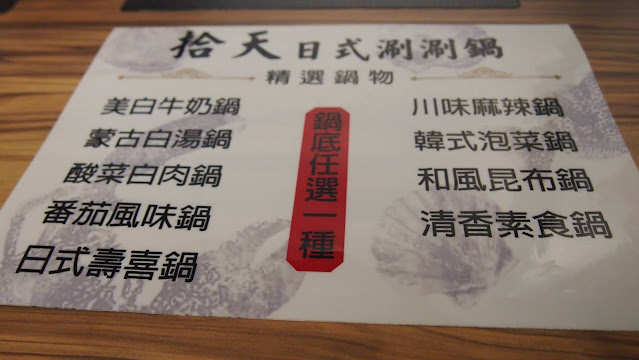 拾天日式涮涮鍋
精選鍋物
美白牛奶鍋
蒙古白湯鍋
酸菜白肉鍋
番茄風味鍋
日式壽喜鍋
鍋底任選一種
川味麻辣鍋
韓式泡菜鍋
和風昆布鍋
清香素食鍋